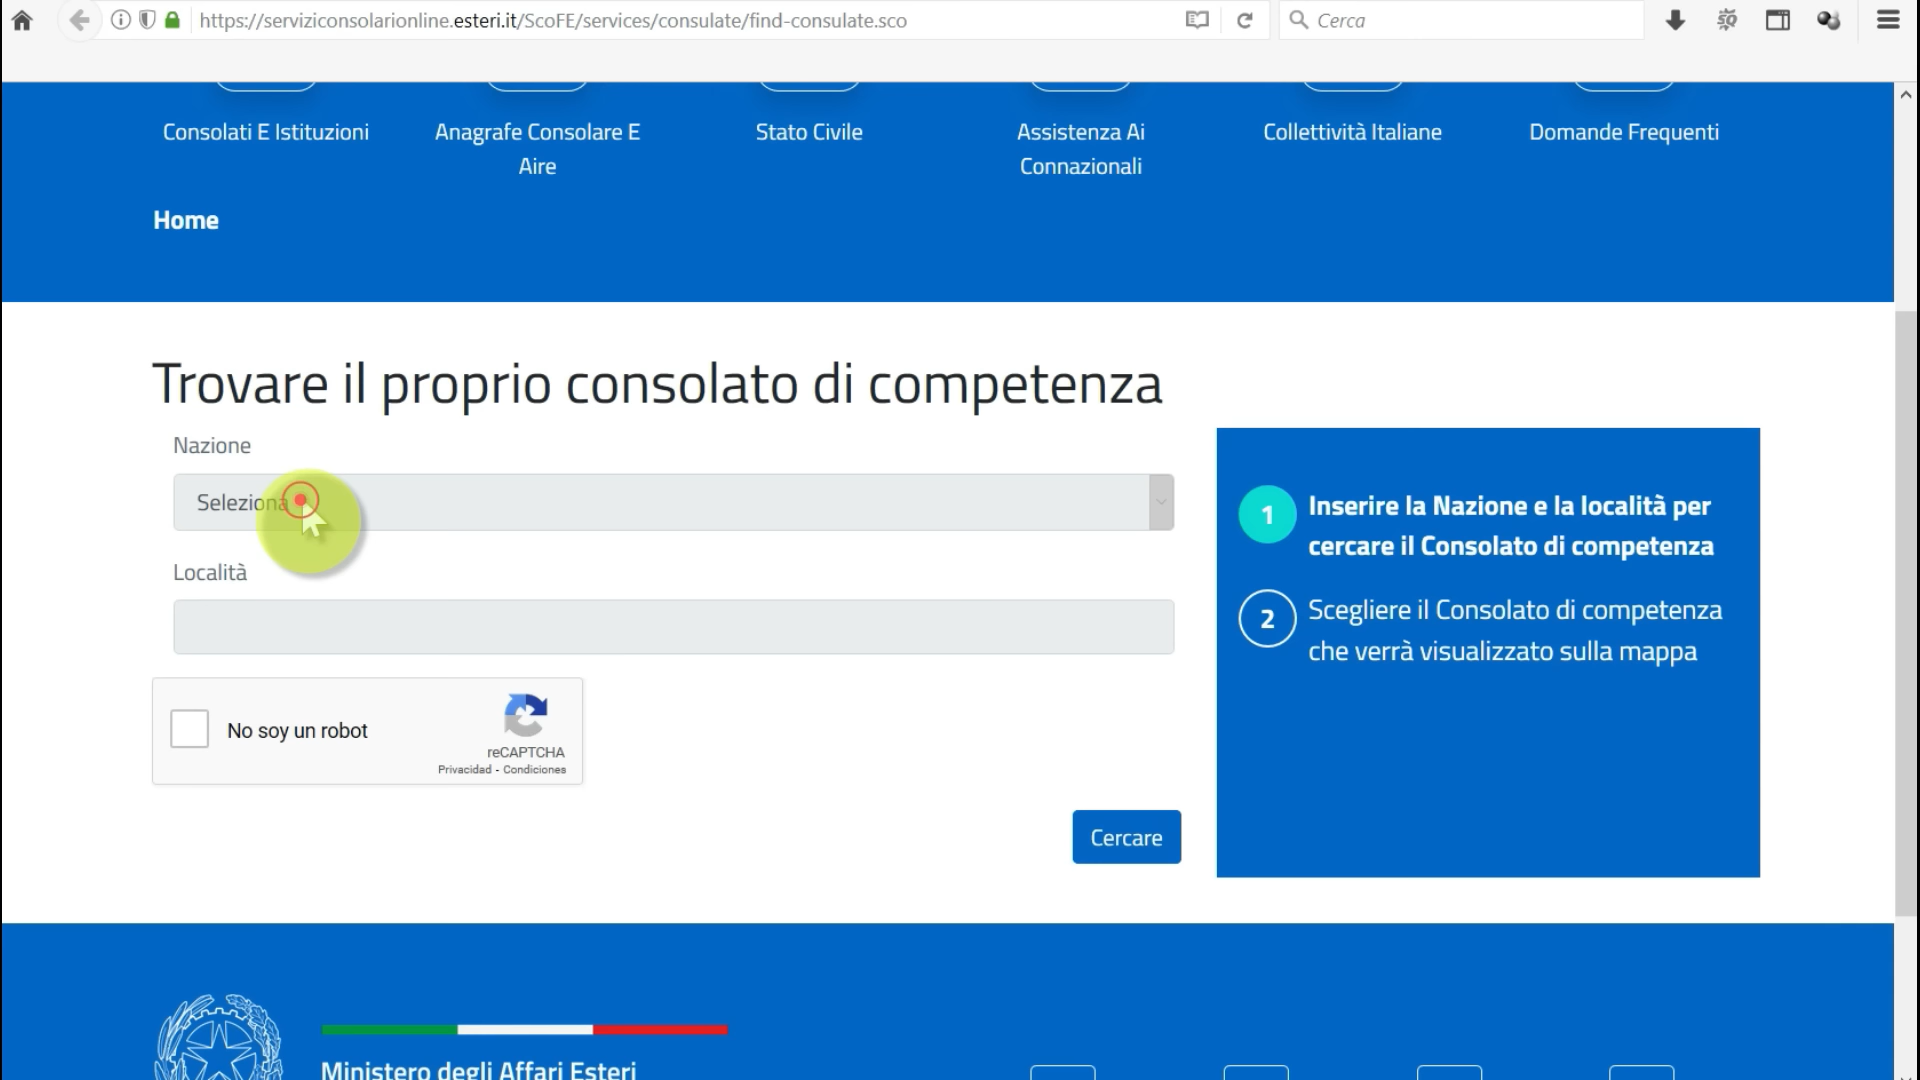 https://serviziconsolarionline.esteri.it/ScoFE/services/consulate/find-consulate.sco
Cerca
Consolati E Istituzioni
Anagrafe Consolare E
Aire
Stato Civile
Assistenza Ai
Connazionali
Collettività Italiane
Domande Frequenti
Home
Trovare il proprio consolato di competenza
Nazione
Seleziona
Località
No soy un robot
reCAPTCHA
Privacidad - Condiciones
Cercare
1
Inserire la Nazione e la località per
cercare il Consolato di competenza
2
Scegliere il Consolato di competenza
che verrà visualizzato sulla mappa
Ministero degli Affari Esteri